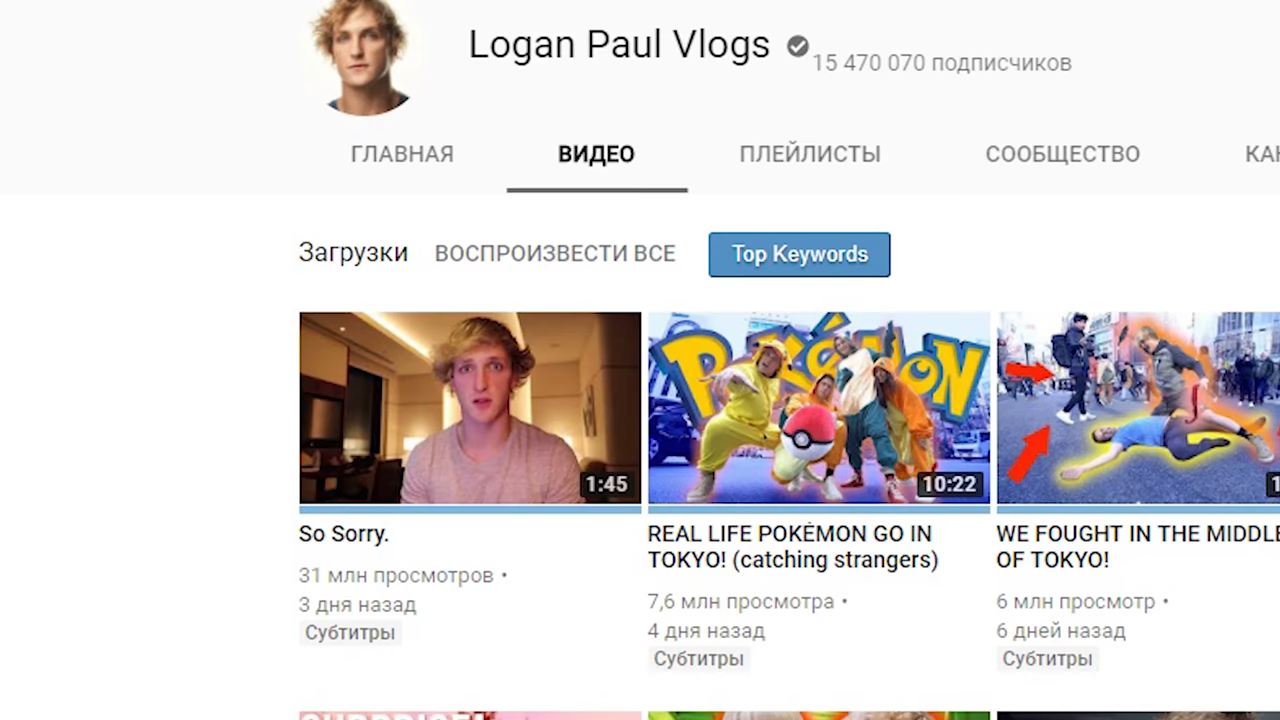 Logan Paul Vlogs
15 470 070 подписчиков
ГЛАВНАЯ ВИДЕО ПЛЕЙЛИСТЫ СООБЩЕСТВО
Загрузки ВОСПРОИЗВЕСТИ ВСЕ Top Keywords
POKÉMON
1:45
10:22
So Sorry.
31 млн просмотров •
3 дня назад
Субтитры
REAL LIFE POKÉMON GO IN
TOKYO! (catching strangers)
7,6 млн просмотра •
4 дня назад
Субтитры
WE FOUGHT IN THE MIDDLE
OF TOKYO!
6 млн просмотр •
6 дней назад
Субтитры